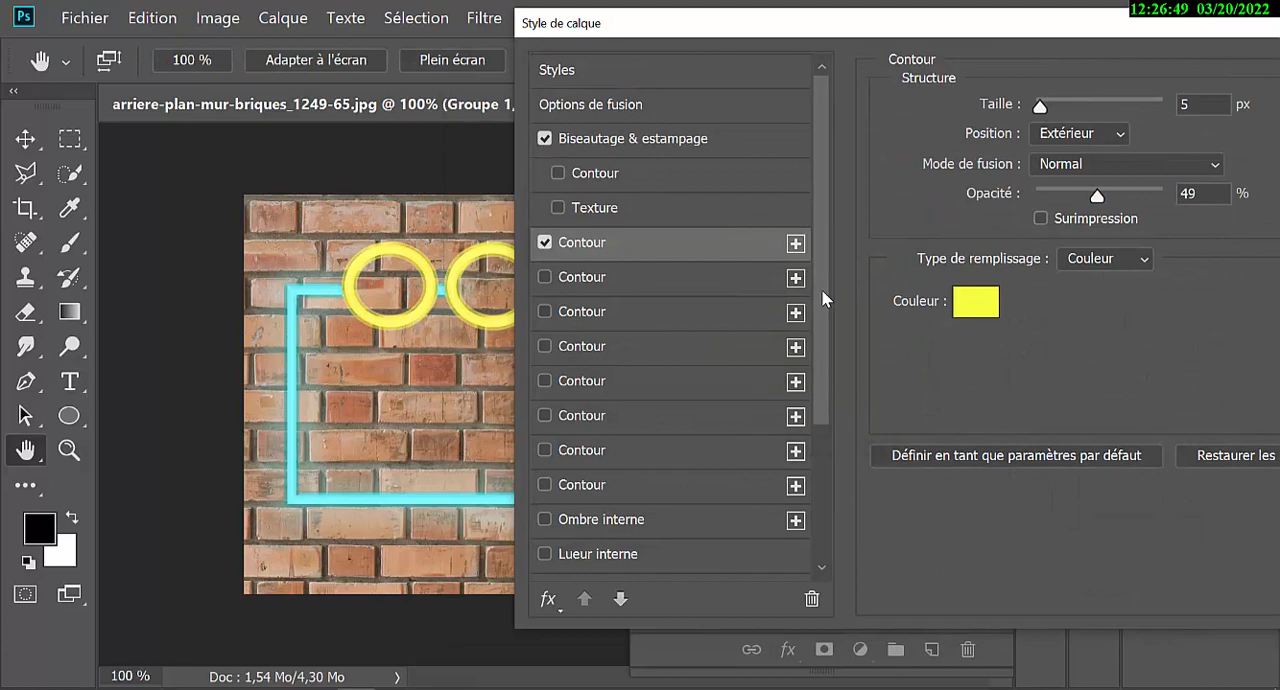 12:26:49 03/20/2022
Ps Fichier Edition Image Calque Texte Sélection Filtre
Style de calque
100 % Adapter à l'écran Plein écran
arriere-plan-mur-briques_1249-65.jpg @ 100% (Groupe 1,
Styles
Options de fusion
Biseautage & estampage
Contour
Texture
Contour
Contour
Contour
Contour
Contour
Contour
Contour
Contour
Ombre interne
Lueur interne
fx
Contour
Structure
Taille : 5 px
Position : Extérieur
Mode de fusion : Normal
Opacité : 49 %
Surimpression
Type de remplissage : Couleur
Couleur :
Définir en tant que paramètres par défaut Restaurer les
fx
100 % Doc : 1,54 Mo/4,30 Mo